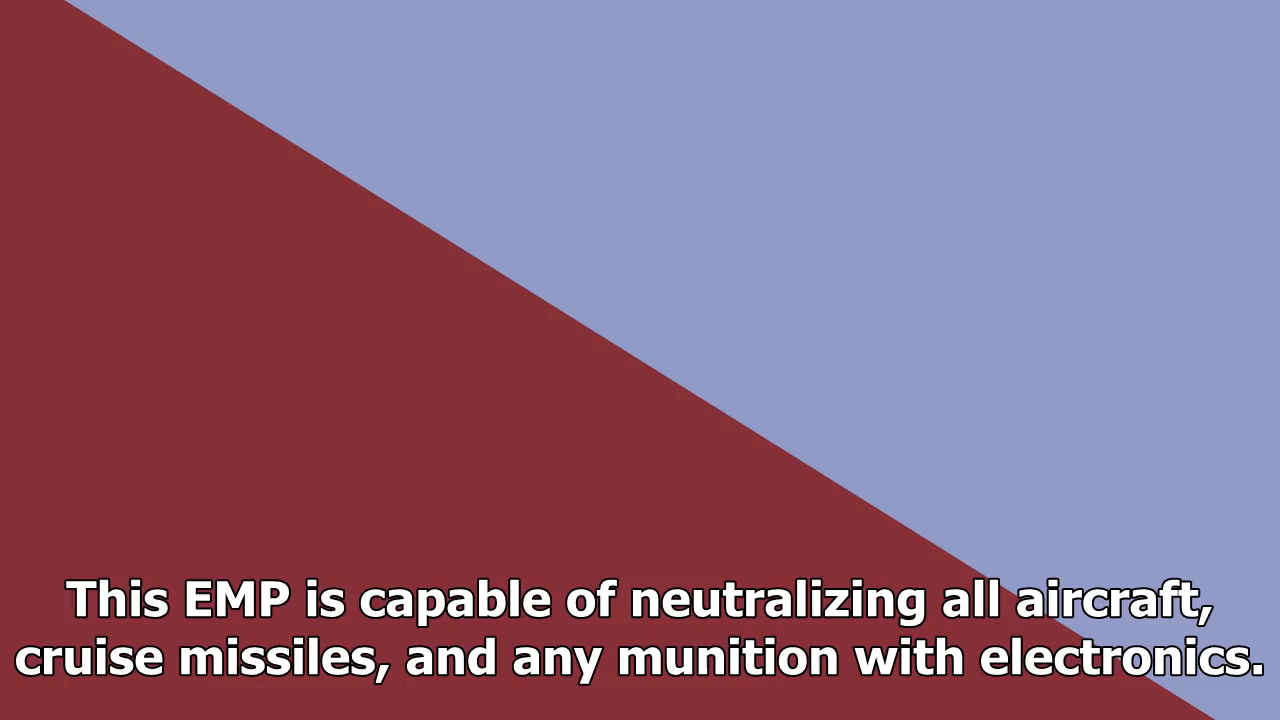 This EMP is capable of neutralizing all aircraft,
cruise missiles, and any munition with electronics.